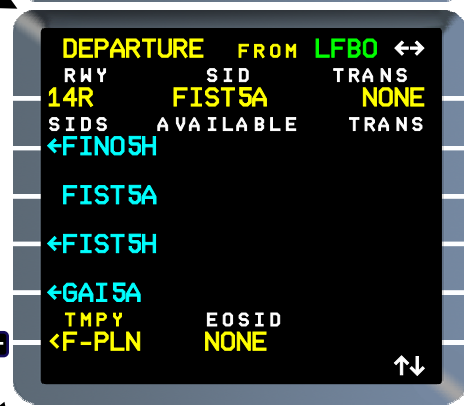 DEPARTURE FROM LFBO ←→
RWY SID TRANS
14R FIST5A NONE
SIDS AVAILABLE TRANS
←FINO5H
FIST5A
←FIST5H
←GAI5A
TMPY EOSID
<F-PLN NONE
↑↓